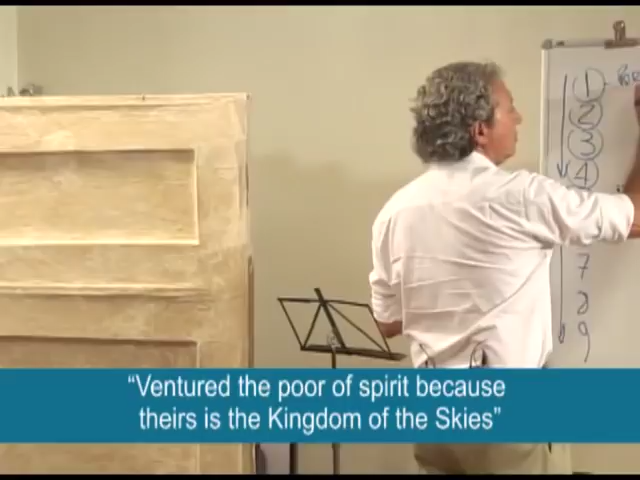 1 - Por
2
3
4
7
8
9
“Ventured the poor of spirit because
theirs is the Kingdom of the Skies”